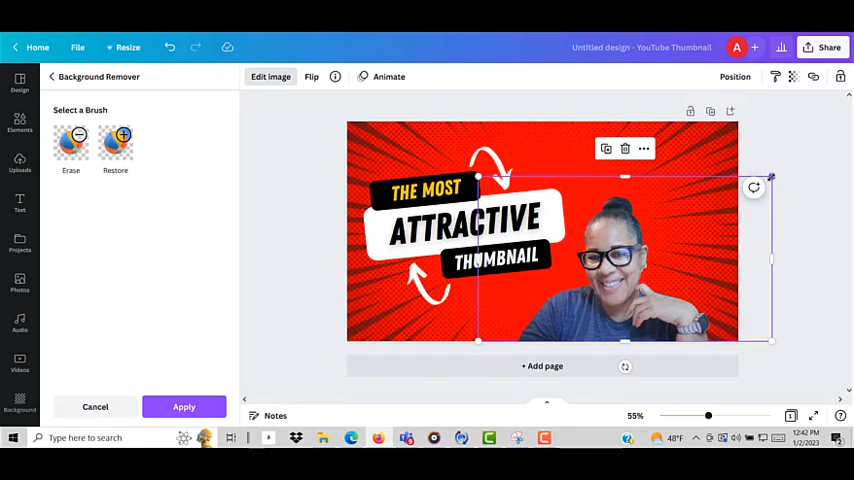 Home File Resize Untitled design - YouTube Thumbnail A + Share
Background Remover Edit image Flip Animate Position
Design
Elements
Uploads
Text
Projects
Photos
Audio
Videos
Background
Select a Brush
Erase Restore
THE MOST
ATTRACTIVE
THUMBNAIL
+ Add page
Cancel Apply
Notes 55% 1
Type here to search 48°F 12:42 PM
1/2/2023